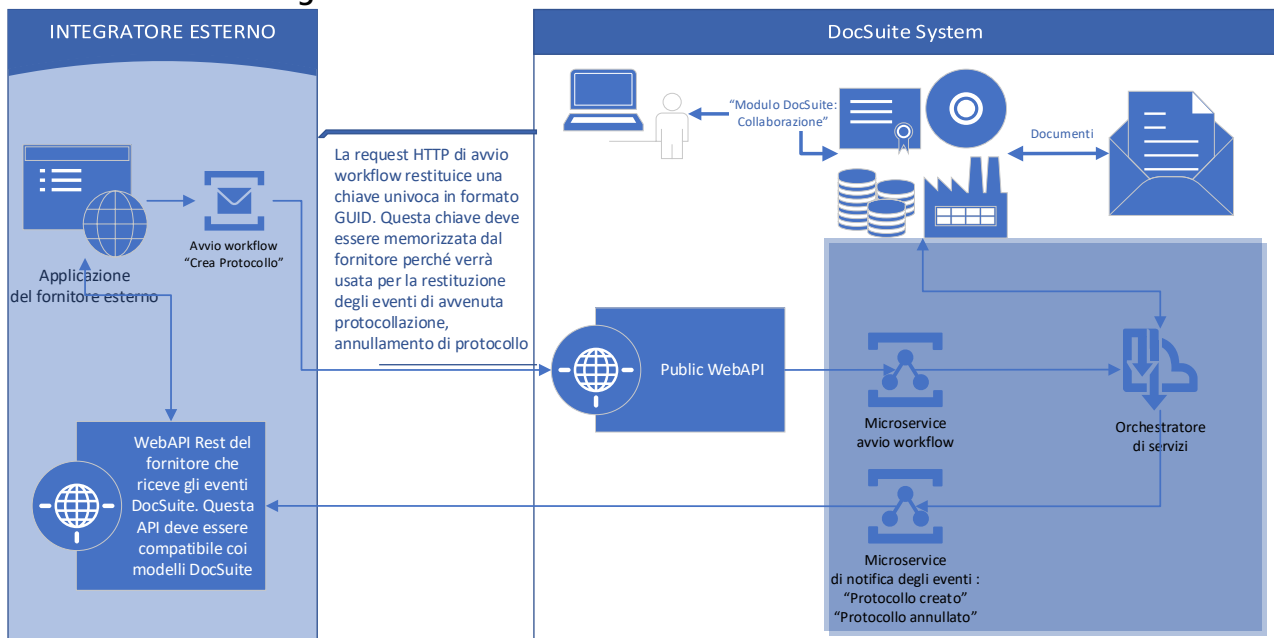 INTEGRATORE ESTERNO
DocSuite System
"Modulo DocSuite:
Collaborazione"
Documenti
La request HTTP di avvio
workflow restituice una
chiave univoca in formato
GUID. Questa chiave deve
essere memorizzata dal
fornitore perché verrà
usata per la restituzione
degli eventi di avvenuta
protocollazione,
annullamento di protocollo
Avvio workflow
"Crea Protocollo"
Applicazione
del fornitore esterno
Public WebAPI
Microservice
avvio workflow
Orchestratore
di servizi
WebAPI Rest del
fornitore che
riceve gli eventi
DocSuite. Questa
API deve essere
compatibile coi
modelli DocSuite
Microservice
di notifica degli eventi :
"Protocollo creato"
"Protocollo annullato"